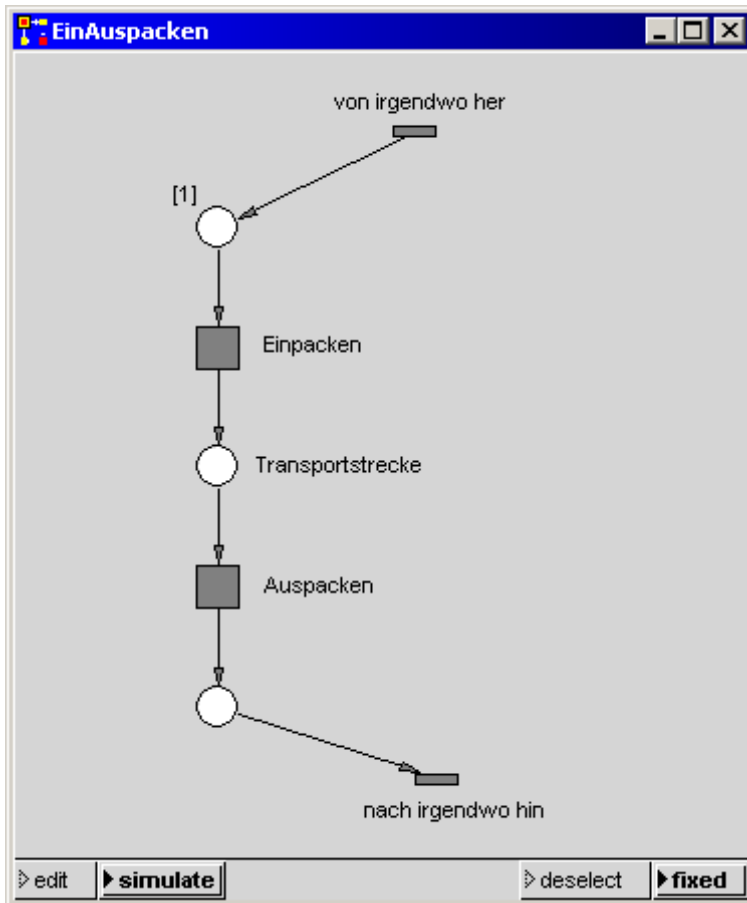 EinAuspacken
von irgendwo her
[1]
Einpacken
Transportstrecke
Auspacken
nach irgendwo hin
edit simulate deselect fixed